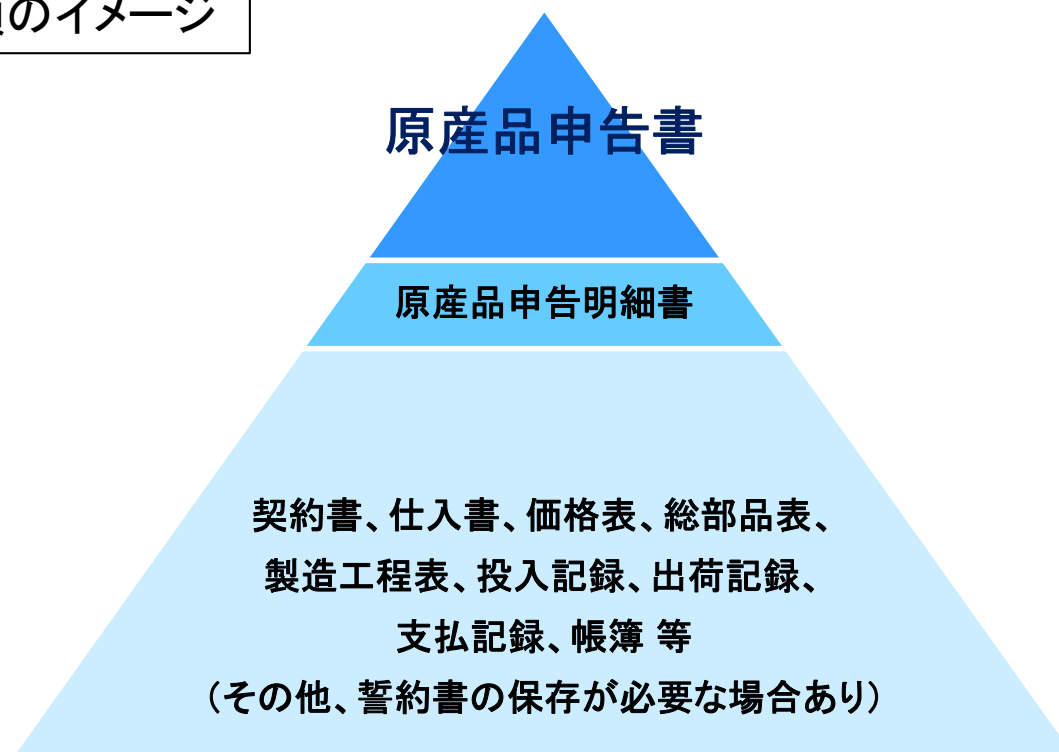 のイメージ
原産品申告書
原産品申告明細書
契約書、仕入書、価格表、総部品表、
製造工程表、投入記録、出荷記録、
支払記録、帳簿 等
(その他、誓約書の保存が必要な場合あり)